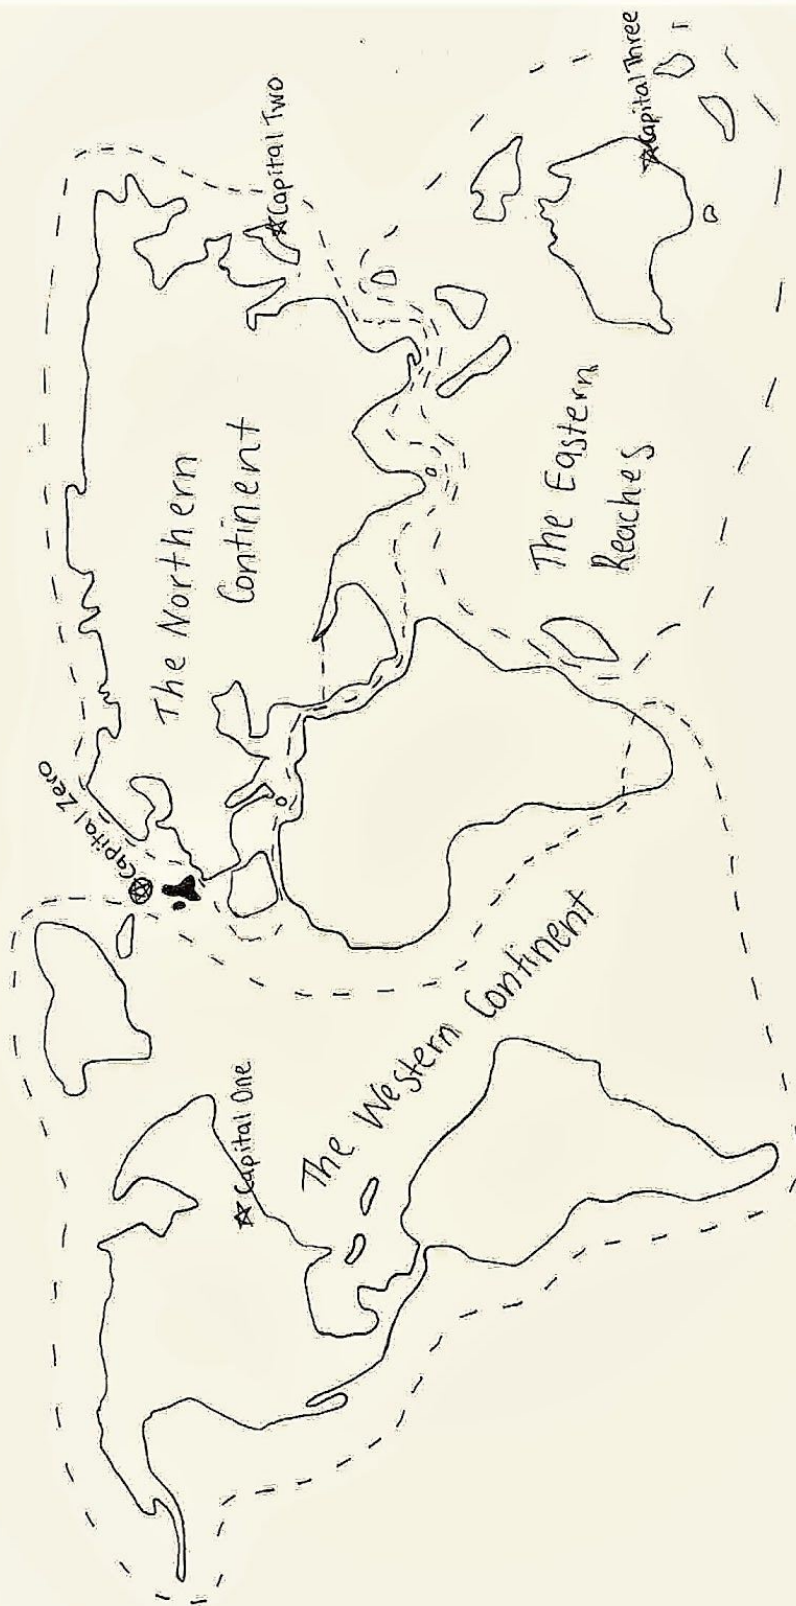 Capital Zero
The Northern
Continent
Capital Two
Capital One
The Western Continent
The Eastern
Reaches
Capital Three